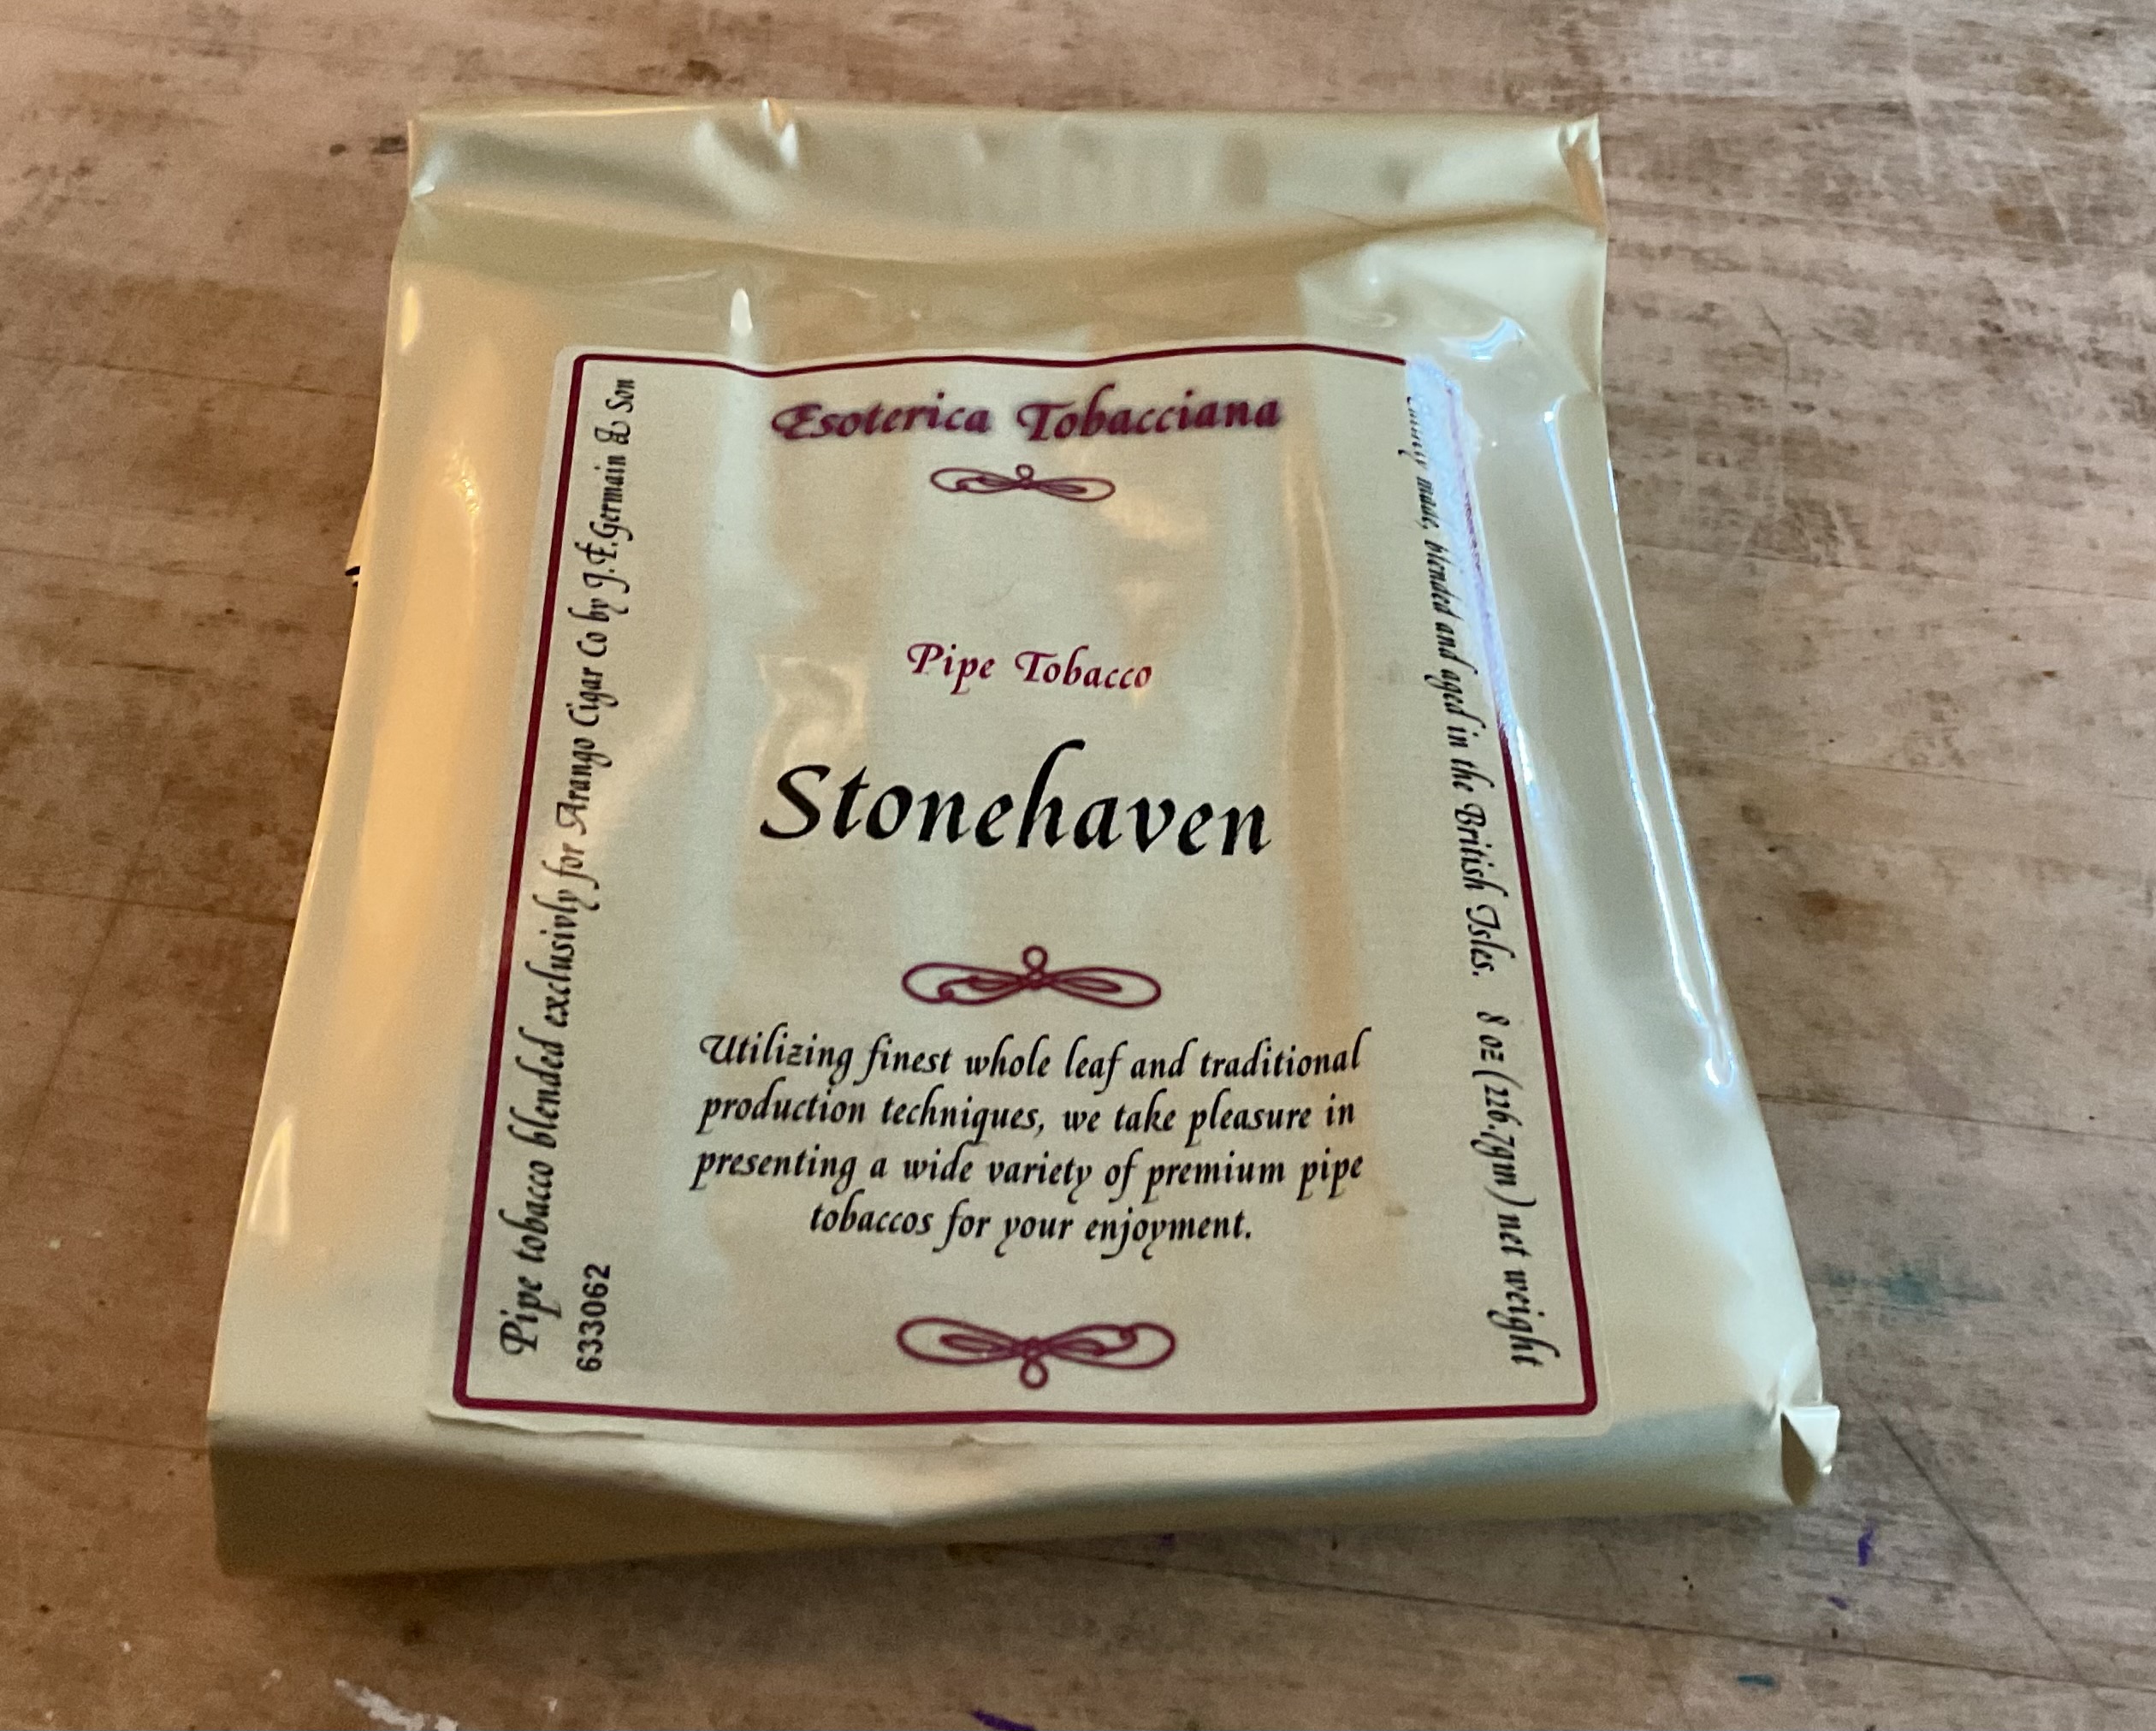 Esoterica Tobacciana
Pipe Tobacco
Stonehaven
Utilizing finest whole leaf and traditional
production techniques, we take pleasure in
presenting a wide variety of premium pipe
tobaccos for your enjoyment.
Pipe tobacco blended exclusivly for Arango Cigar Co by J.F.Germain & Son
633062
made, blended and aged in the British Isles. 8 oz (226.7gm) net weight